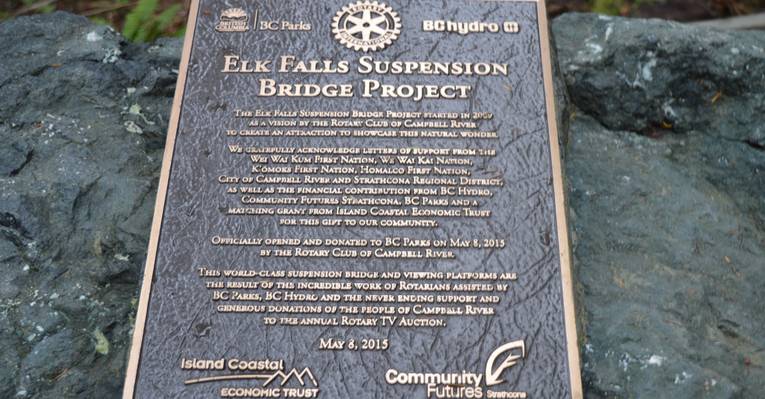 BRITISH COLUMBIA
BC Parks
ROTARY INTERNATIONAL
BC hydro
ELK FALLS SUSPENSION
BRIDGE PROJECT
THE ELK FALLS SUSPENSION BRIDGE PROJECT STARTED IN 2009
AS A VISION BY THE ROTARY CLUB OF CAMPBELL RIVER
TO CREATE AN ATTRACTION TO SHOWCASE THIS NATURAL WONDER.
WE GRATEFULLY ACKNOWLEDGE LETTERS OF SUPPORT FROM THE
WEI WAI KUM FIRST NATION, WE WAI KAI NATION,
K'OMOKS FIRST NATION, HOMALCO FIRST NATION,
CITY OF CAMPBELL RIVER AND STRATHCONA REGIONAL DISTRICT,
AS WELL AS THE FINANCIAL CONTRIBUTION FROM BC HYDRO,
COMMUNITY FUTURES STRATHCONA, BC PARKS AND A
MATCHING GRANT FROM ISLAND COASTAL ECONOMIC TRUST
FOR THIS GIFT TO OUR COMMUNITY.
OFFICIALLY OPENED AND DONATED TO BC PARKS ON MAY 8, 2015
BY THE ROTARY CLUB OF CAMPBELL RIVER.
THIS WORLD-CLASS SUSPENSION BRIDGE AND VIEWING PLATFORMS ARE
THE RESULT OF THE INCREDIBLE WORK OF ROTARIANS ASSISTED BY
BC PARKS, BC HYDRO AND THE NEVER ENDING SUPPORT AND
GENEROUS DONATIONS OF THE PEOPLE OF CAMPBELL RIVER
TO THE ANNUAL ROTARY TV AUCTION.
MAY 8, 2015
Island Coastal
ECONOMIC TRUST
Community
Futures Strathcona